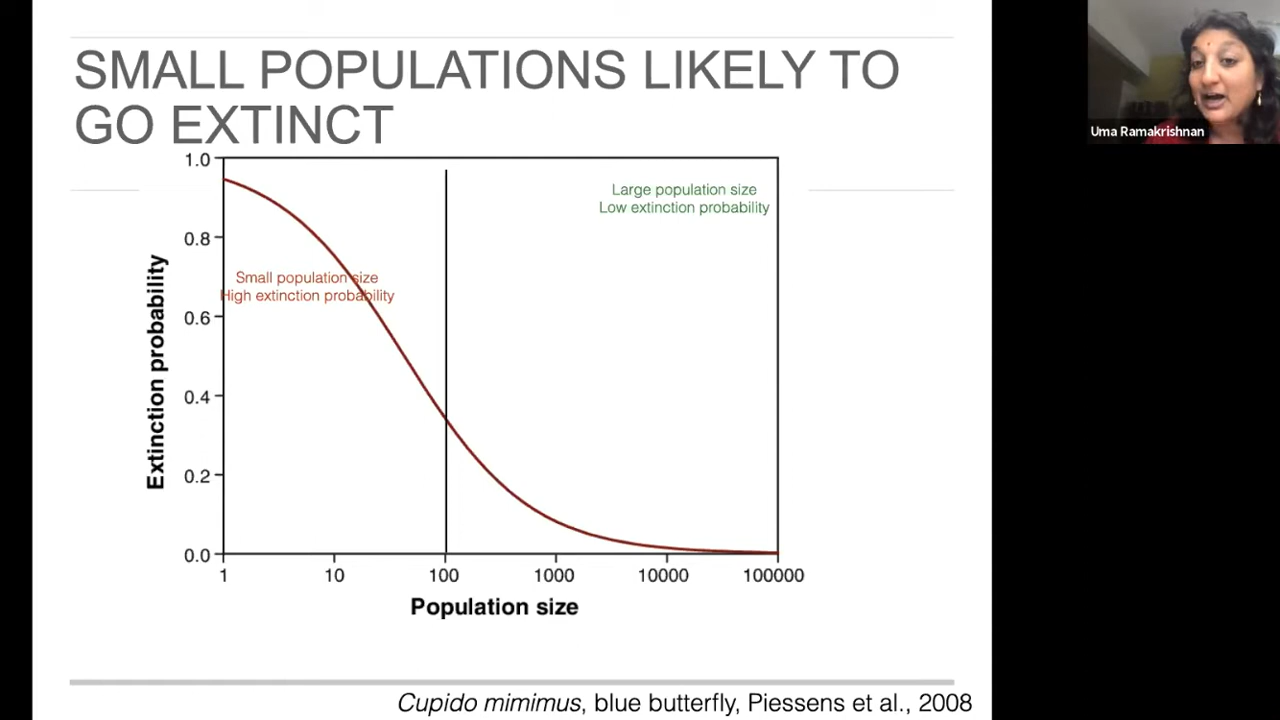 SMALL POPULATIONS LIKELY TO
GO EXTINCT
Uma Ramakrishnan
1.0
0.8
0.6
0.4
0.2
0.0
Extinction probability
Large population size
Low extinction probability
Small population size
High extinction probability
1 10 100 1000 10000 100000
Population size
Cupido mimimus, blue butterfly, Piessens et al., 2008